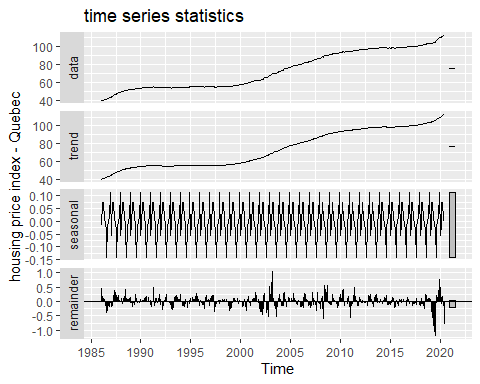 time series statistics
housing price index - Quebec
data
100
80
60
40
trend
100
80
60
40
seasonal
0.10
0.05
0.00
-0.05
-0.10
-0.15
remainder
1.0
0.5
0.0
-0.5
-1.0
1985 1990 1995 2000 2005 2010 2015 2020
Time